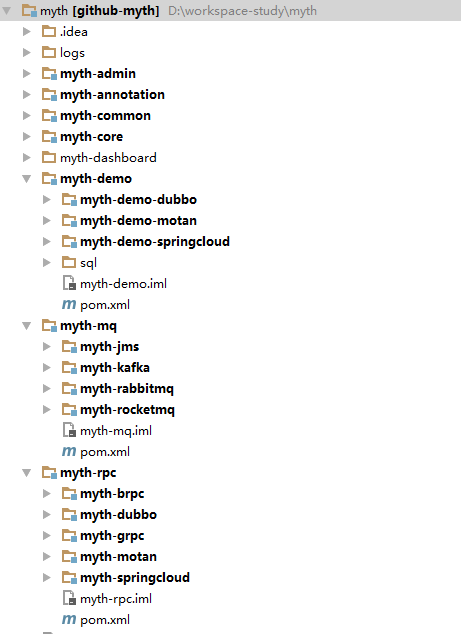 myth [github-myth] D:\workspace-study\myth
.idea
logs
myth-admin
myth-annotation
myth-common
myth-core
myth-dashboard
myth-demo
myth-demo-dubbo
myth-demo-motan
myth-demo-springcloud
sql
myth-demo.iml
m pom.xml
myth-mq
myth-jms
myth-kafka
myth-rabbitmq
myth-rocketmq
myth-mq.iml
m pom.xml
myth-rpc
myth-brpc
myth-dubbo
myth-grpc
myth-motan
myth-springcloud
myth-rpc.iml
m pom.xml